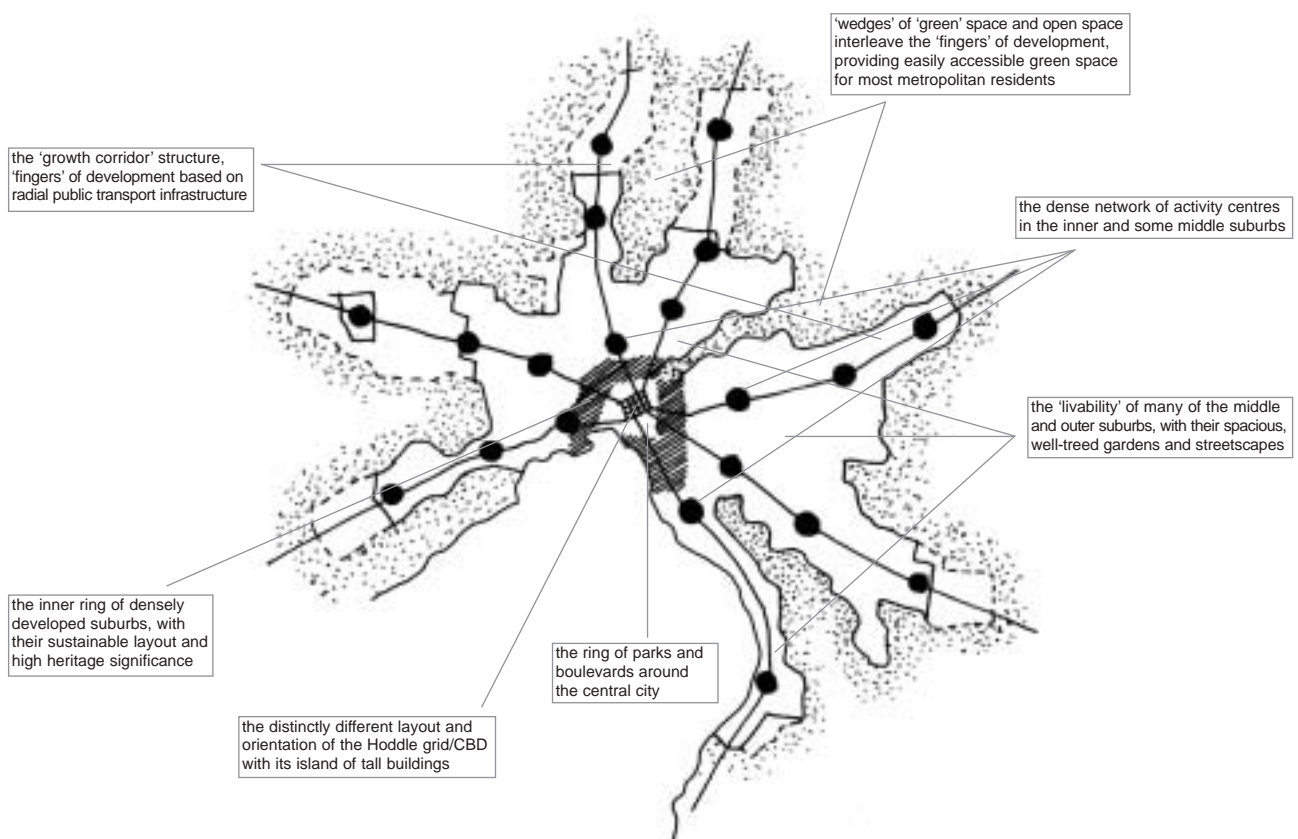 ‘wedges’ of ‘green’ space and open space
interleave the ‘fingers’ of development,
providing easily accessible green space
for most metropolitan residents
the ‘growth corridor’ structure,
‘fingers’ of development based on
radial public transport infrastructure
the dense network of activity centres
in the inner and some middle suburbs
the ‘livability’ of many of the middle
and outer suburbs, with their spacious,
well-treed gardens and streetscapes
the inner ring of densely
developed suburbs, with
their sustainable layout and
high heritage significance
the ring of parks and
boulevards around
the central city
the distinctly different layout and
orientation of the Hoddle grid/CBD
with its island of tall buildings